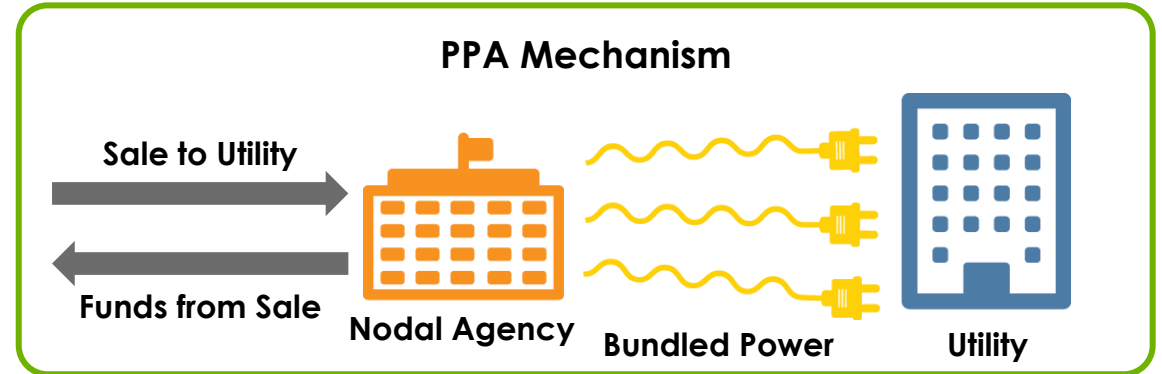 PPA Mechanism
Sale to Utility
Funds from Sale
Nodal Agency
Bundled Power
Utility